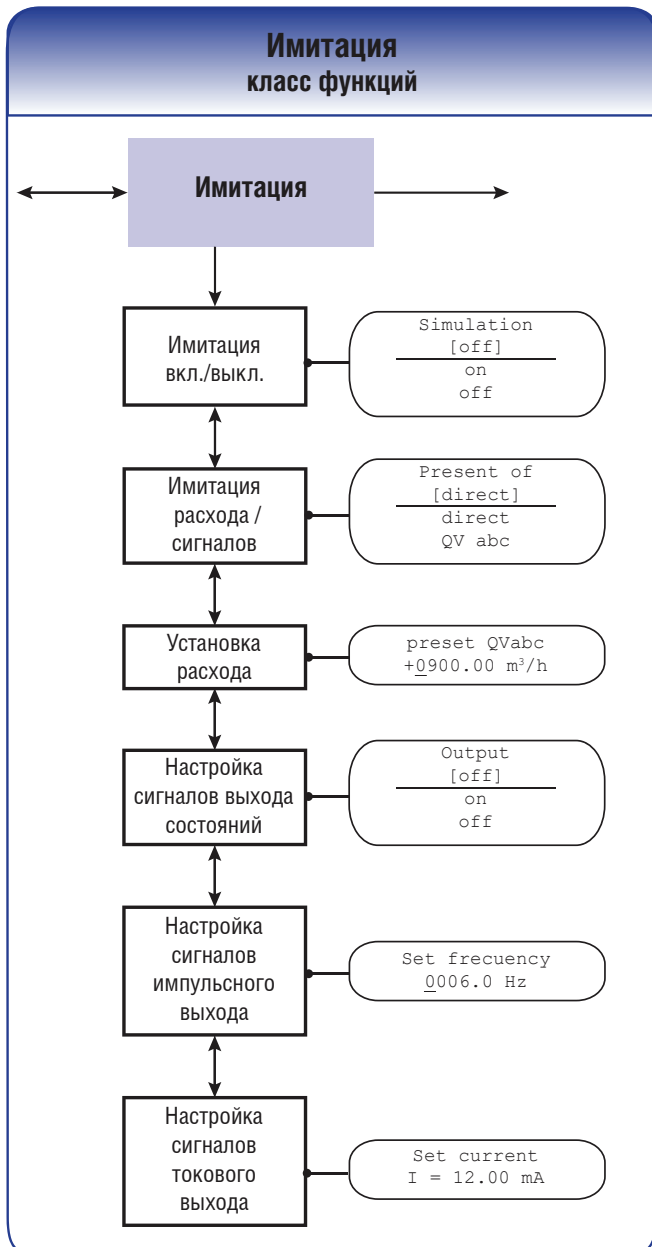 Имитация
класс функций
Имитация
Имитация
вкл./выкл.
Simulation
[off]
on
off
Имитация
расхода /
сигналов
Present of
[direct]
direct
QV abc
Установка
расхода
preset QVabc
+0900.00 m³/h
Настройка
сигналов выхода
состояний
Output
[off]
on
off
Настройка
сигналов
импульсного
выхода
Set frecuency
0006.0 Hz
Настройка
сигналов
токового
выхода
Set current
I = 12.00 mA